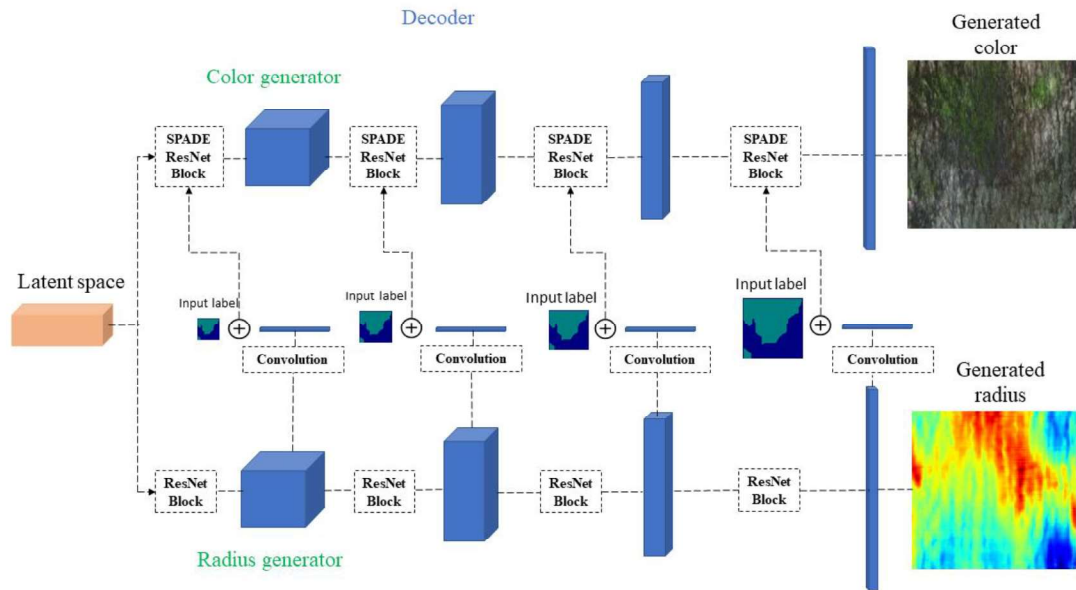 Decoder
Generated
color
Color generator
SPADE
ResNet
Block
SPADE
ResNet
Block
SPADE
ResNet
Block
SPADE
ResNet
Block
Latent space
Input label
Input label
Input label
Input label
Convolution
Convolution
Convolution
Convolution
Generated
radius
ResNet
Block
ResNet
Block
ResNet
Block
ResNet
Block
Radius generator